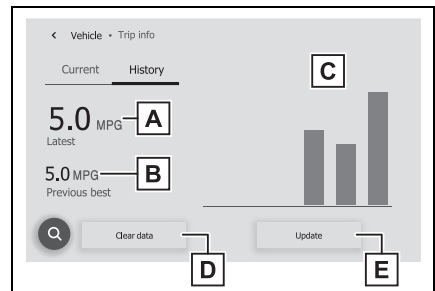 < Vehicle • Trip info
Current History
C
5.0 MPG A
Latest
5.0 MPG B
Previous best
Clear data Update
D E